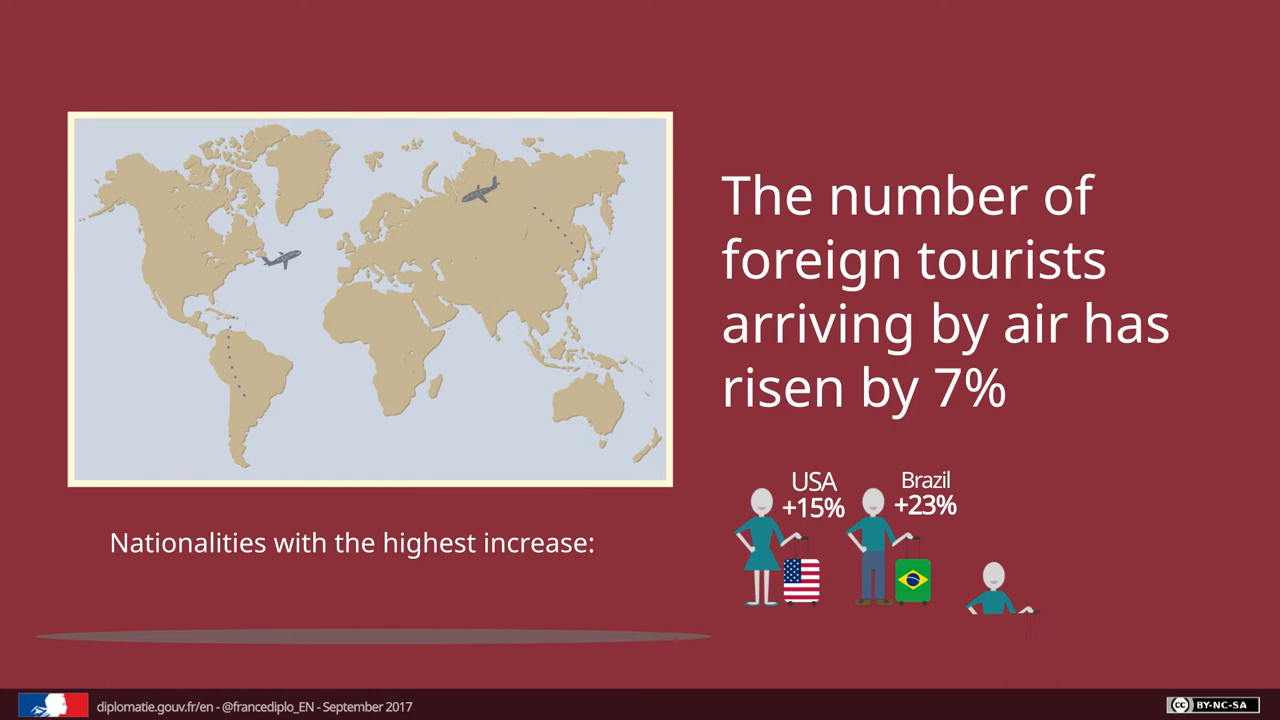 The number of
foreign tourists
arriving by air has
risen by 7%
USA
+15%
Brazil
+23%
Nationalities with the highest increase:
diplomatie.gouv.fr/en - @francediplo_EN - September 2017
cc BY-NC-SA